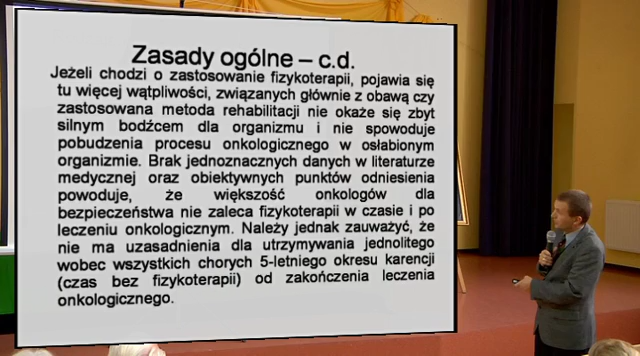 Zasady ogólne – c.d.
Jeżeli chodzi o zastosowanie fizykoterapii, pojawia się
tu więcej wątpliwości, związanych głównie z obawą czy
zastosowana metoda rehabilitacji nie okaże się zbyt
silnym bodźcem dla organizmu i nie spowoduje
pobudzenia procesu onkologicznego w osłabionym
organizmie. Brak jednoznacznych danych w literaturze
medycznej oraz obiektywnych punktów odniesienia
powoduje, że większość onkologów dla
bezpieczeństwa nie zaleca fizykoterapii w czasie i po
leczeniu onkologicznym. Należy jednak zauważyć, że
nie ma uzasadnienia dla utrzymywania jednolitego
wobec wszystkich chorych 5-letniego okresu karencji
(czas bez fizykoterapii) od zakończenia leczenia
onkologicznego.